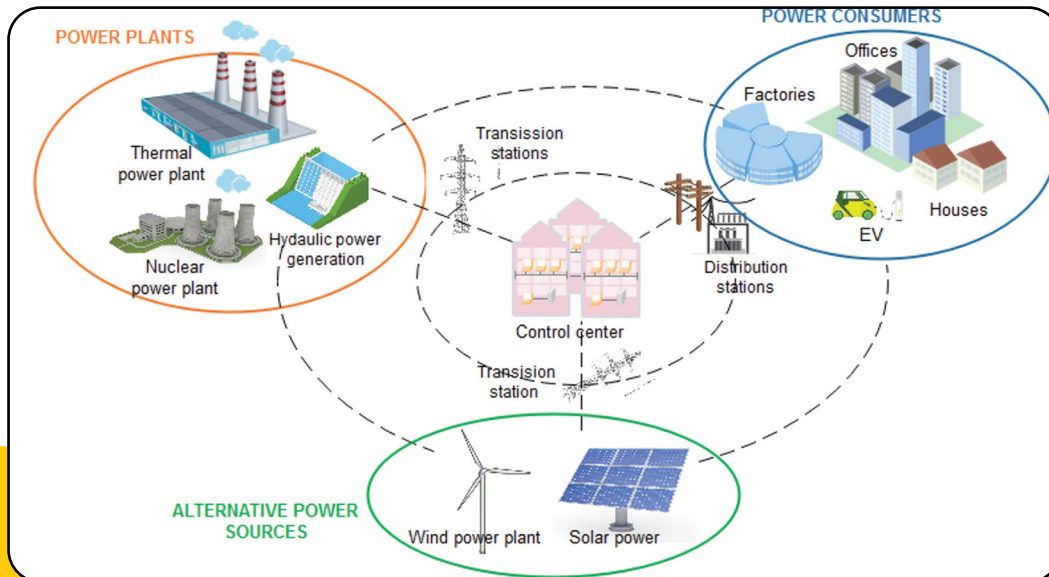 POWER PLANTS
POWER CONSUMERS
Offices
Factories
Transission
stations
Thermal
power plant
Hydaulic power
generation
Nuclear
power plant
Houses
EV
Distribution
stations
Control center
Transision
station
ALTERNATIVE POWER
SOURCES
Wind power plant
Solar power